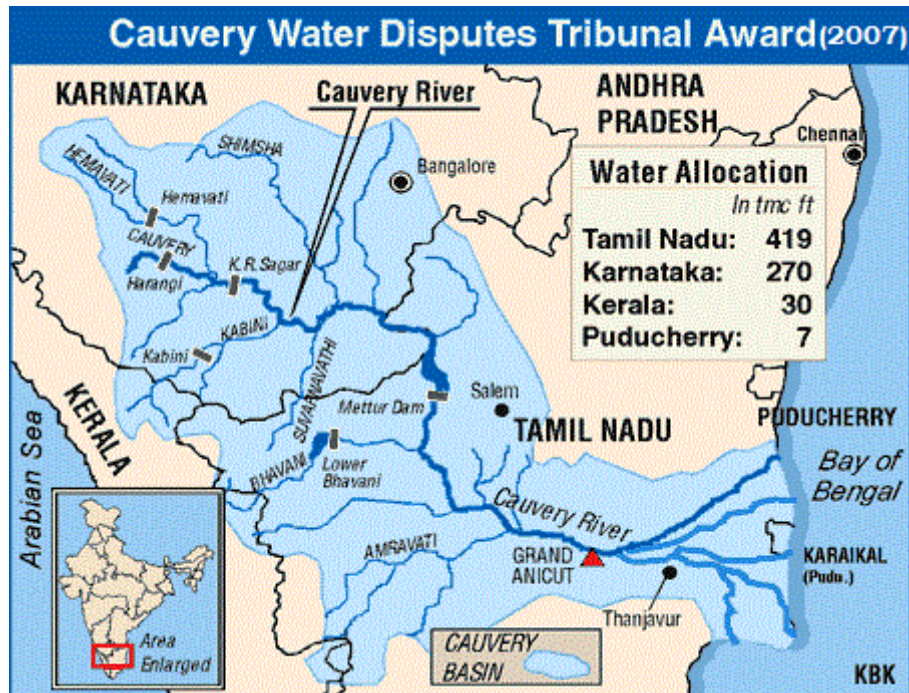 Cauvery Water Disputes Tribunal Award(2007)
KARNATAKA
Cauvery River
ANDHRA
PRADESH
Chennai
SHIMSHA
HEMAVATI
Hemavati
Bangalore
Water Allocation
In tmc ft
Tamil Nadu: 419
Karnataka: 270
Kerala: 30
Puducherry: 7
CAUVERY
Harangi
K.R.Sagar
KABINI
Kabini
SUVARNAVATHI
Mettur Dam
Salem
TAMIL NADU
PUDUCHERRY
KERALA
Arabian Sea
BHAVANI
Lower
Bhavani
Bay of
Bengal
Cauvery River
AMRAVATI
GRAND
ANICUT
KARAIKAL
(Pudu.)
Thanjavur
Area
Enlarged
CAUVERY
BASIN
KBK